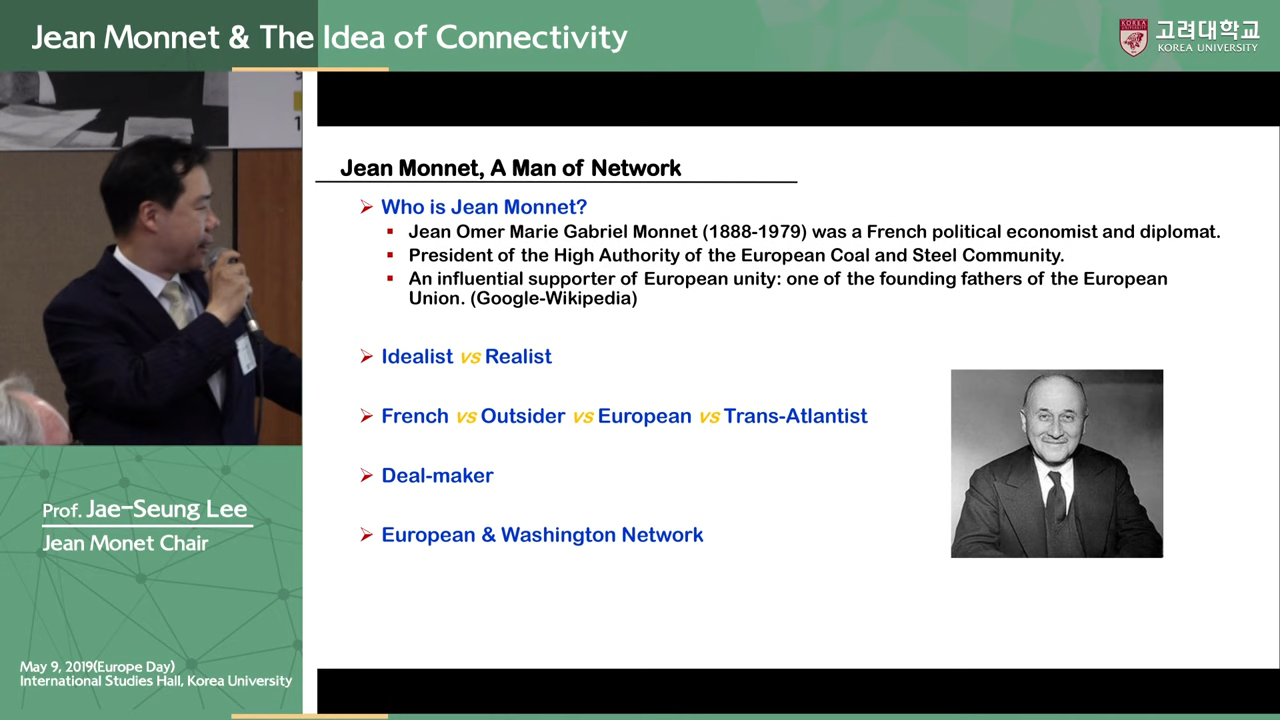 Jean Monnet & The Idea of Connectivity
KOREA
UNIVERSITY
고려대학교
KOREA UNIVERSITY
Jean Monnet, A Man of Network
Who is Jean Monnet?
Jean Omer Marie Gabriel Monnet (1888-1979) was a French political economist and diplomat.
President of the High Authority of the European Coal and Steel Community.
An influential supporter of European unity: one of the founding fathers of the European
Union. (Google-Wikipedia)
Idealist vs Realist
French vs Outsider vs European vs Trans-Atlantist
Deal-maker
European & Washington Network
Prof. Jae-Seung Lee
Jean Monet Chair
May 9, 2019(Europe Day)
International Studies Hall, Korea University